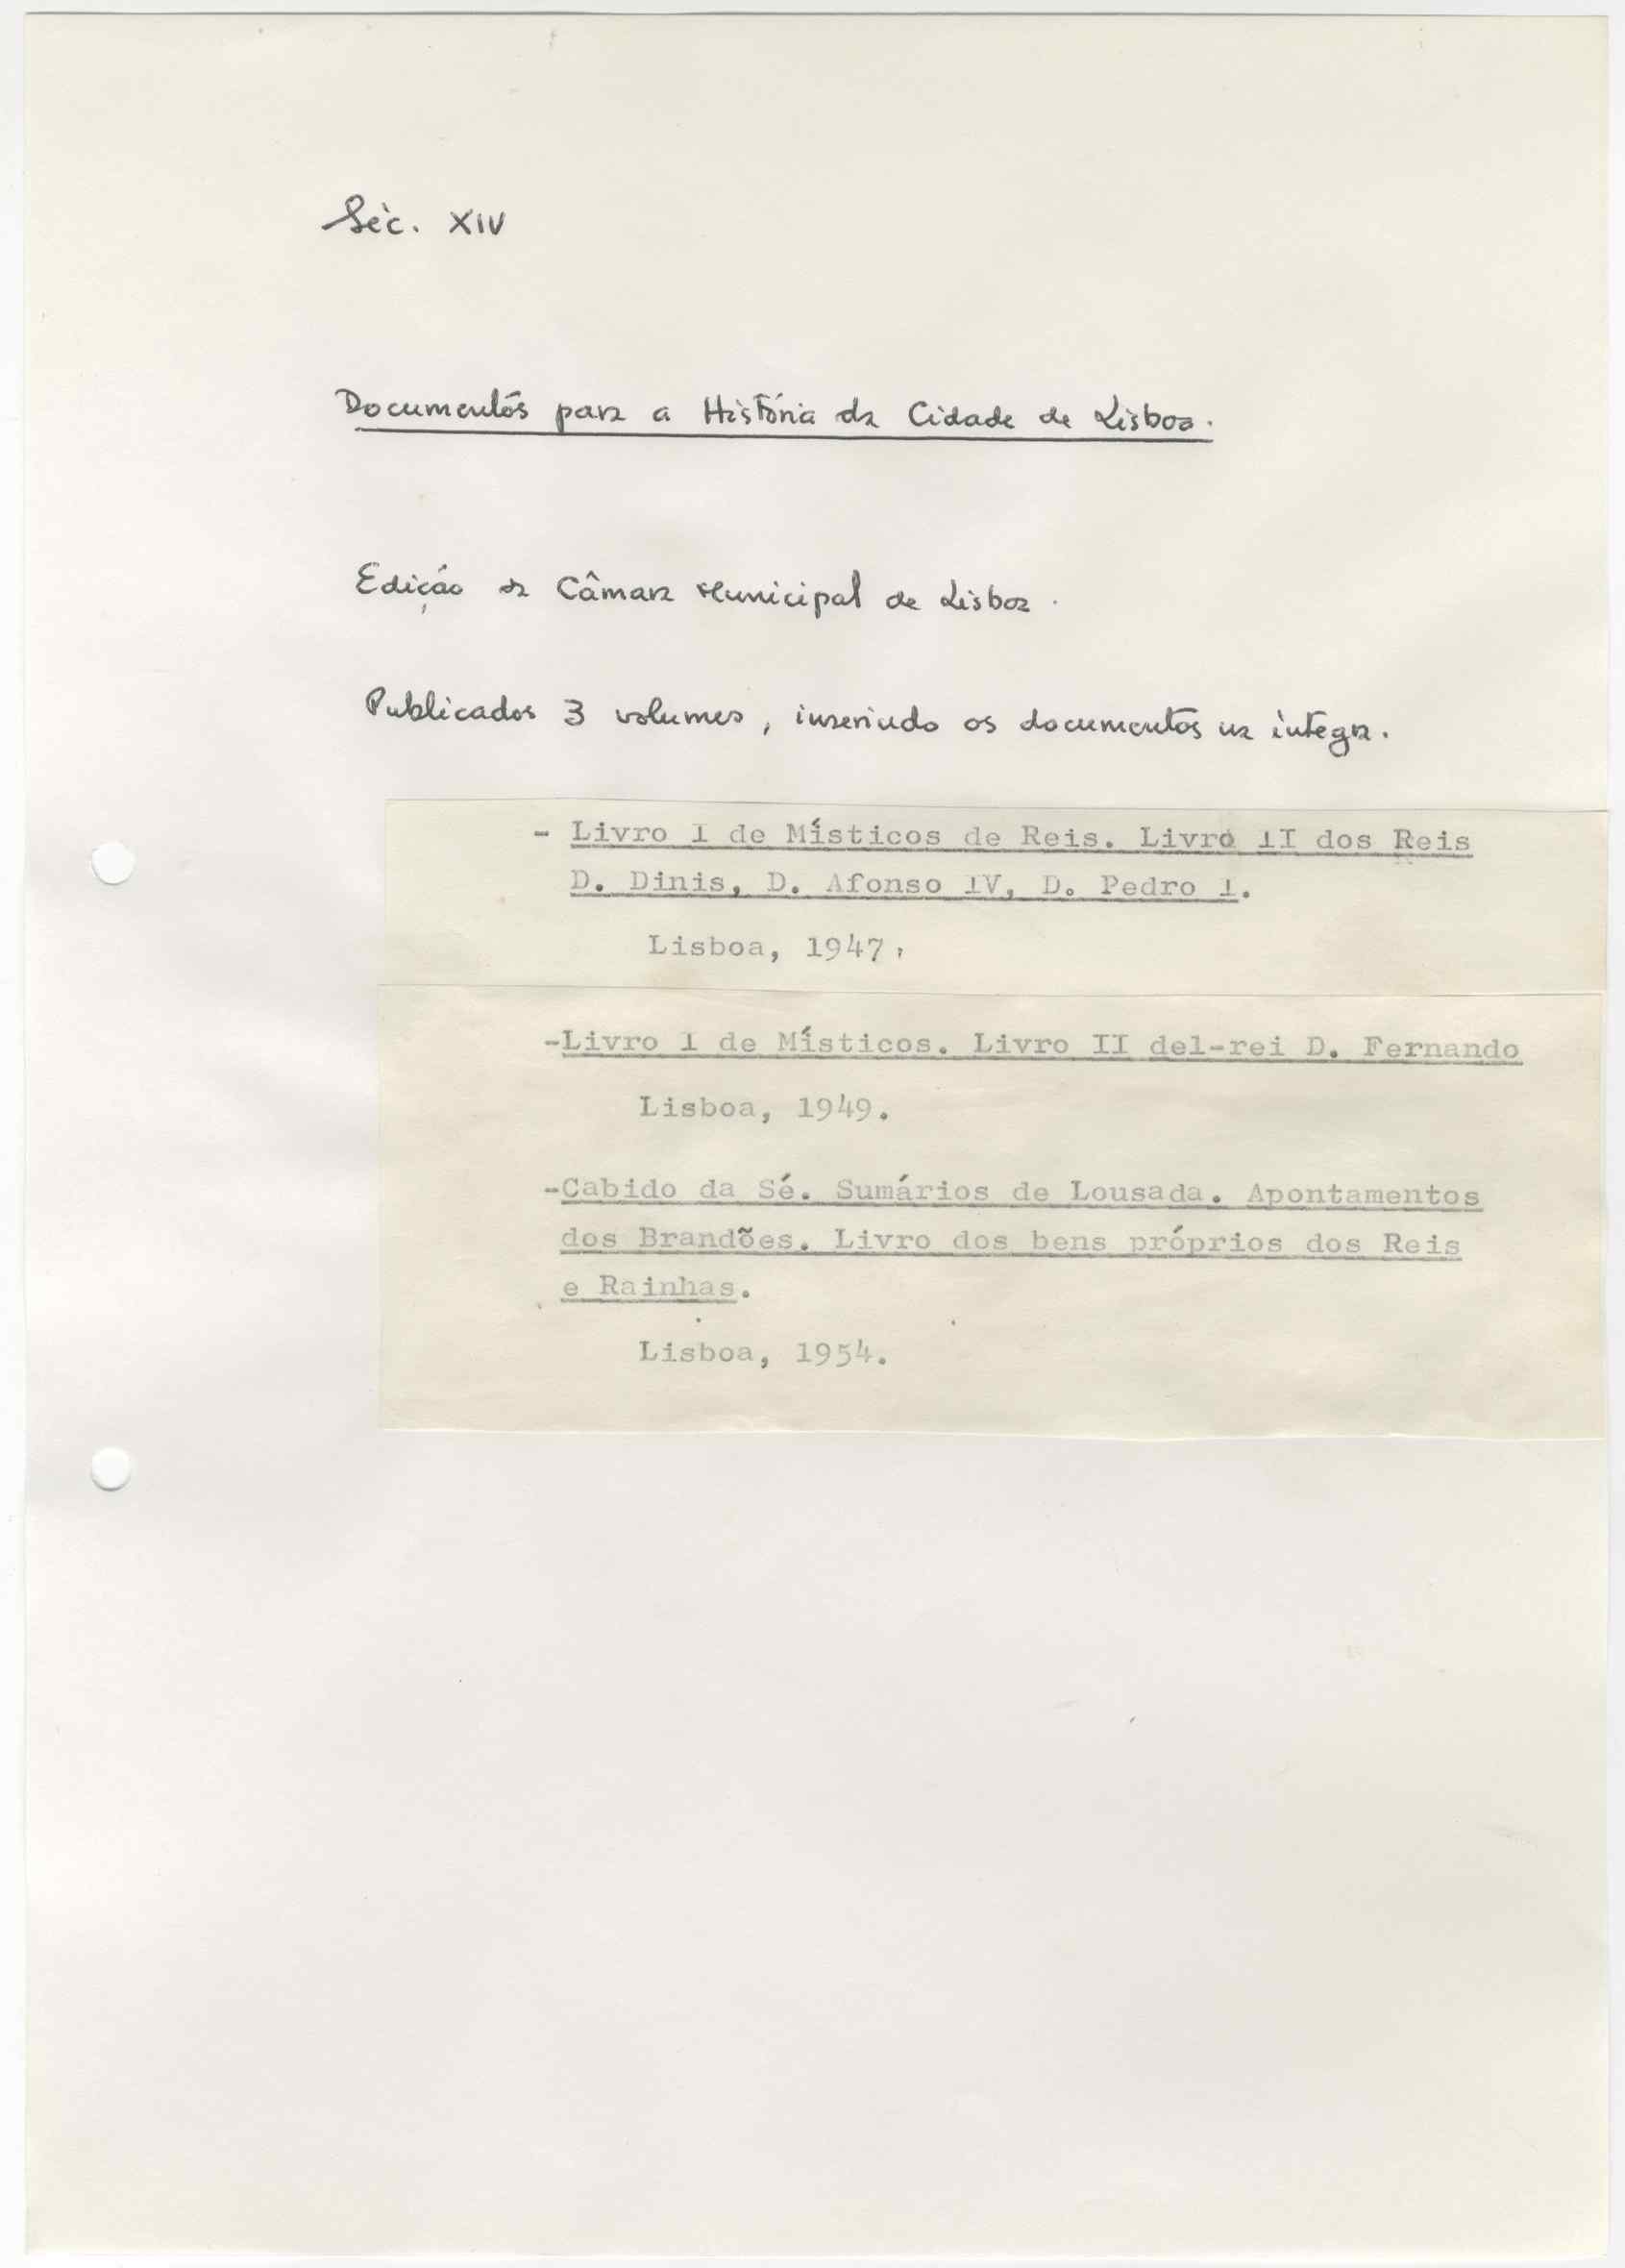 Séc. XIV
Documentos para a História da Cidade de Lisboa.
Edição da Câmara Municipal de Lisboa.
Publicados 3 volumes, inserindo os documentos na íntegra.
- Livro I de Místicos de Reis. Livro II dos Reis
D. Dinis, D. Afonso IV, D. Pedro I.
Lisboa, 1947.
-Livro I de Místicos. Livro II del-rei D. Fernando
Lisboa, 1949.
-Cabido da Sé. Sumários de Lousada. Apontamentos
dos Brandões. Livro dos bens próprios dos Reis
e Rainhas.
Lisboa, 1954.